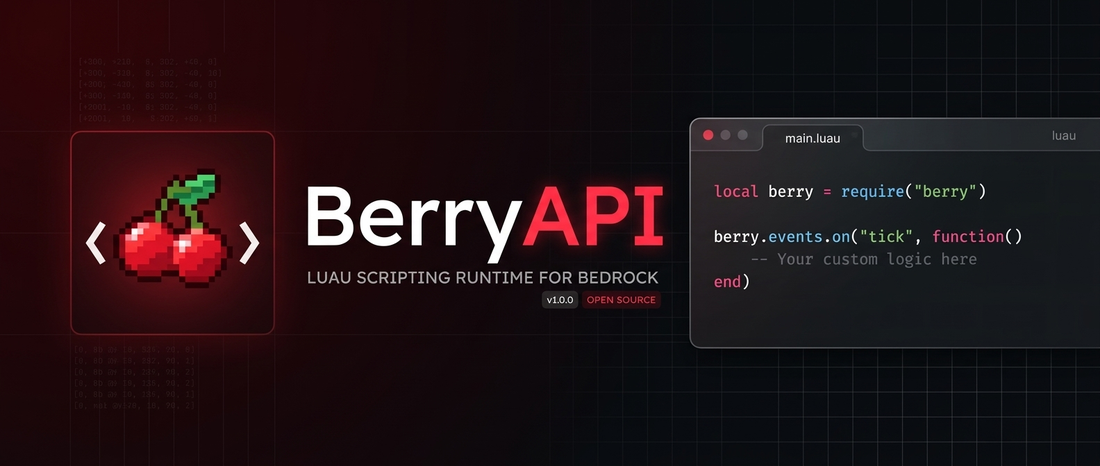 BerryAPI
LUAU SCRIPTING RUNTIME FOR BEDROCK
v1.0.0
OPEN SOURCE
main.luau
luau
local berry = require("berry")
berry.events.on("tick", function()
-- Your custom logic here
end)